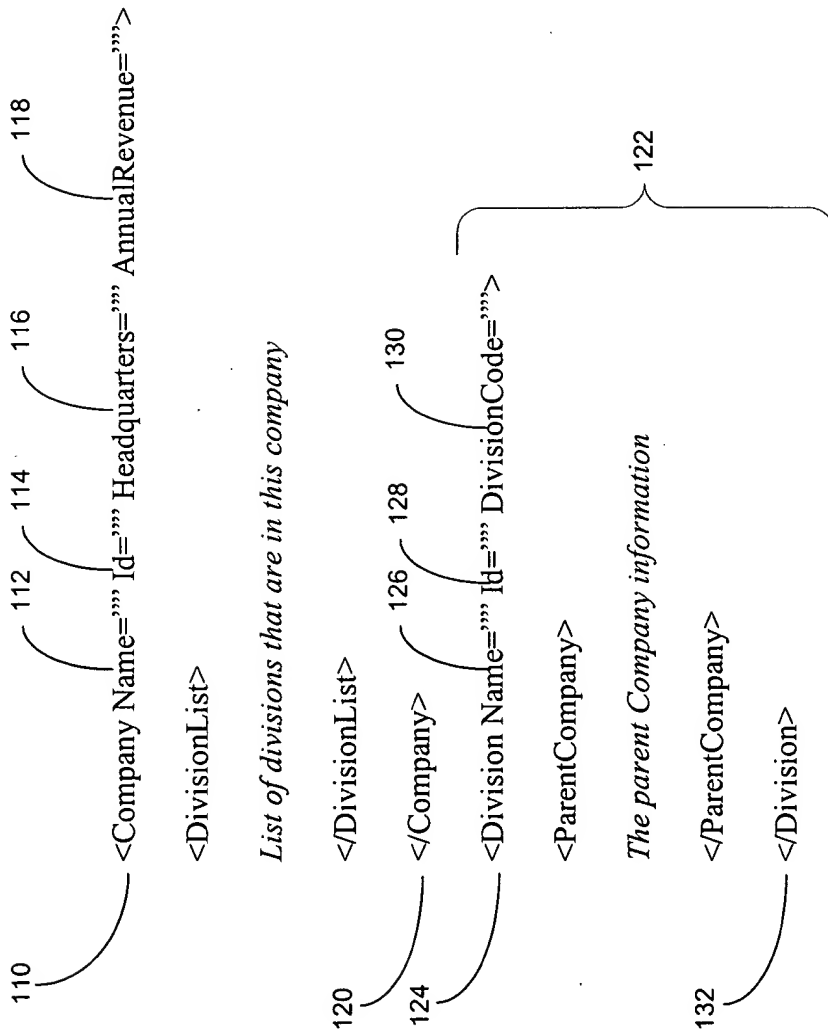 112 114 116 118
110 <Company Name=”””” Id=”””” Headquarters=”””” AnnualRevenue=””””>
<DivisionList>
List of divisions that are in this company
</DivisionList>
120 </Company>
126 128 130
124 <Division Name=”””” Id=”””” DivisionCode=””””>
<ParentCompany>
122
The parent Company information
</ParentCompany>
132 </Division>